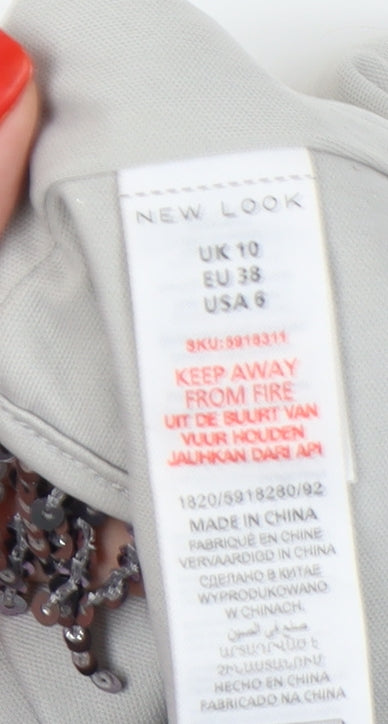 NEW LOOK
UK 10
EU 38
USA 6
SKU:5918311
KEEP AWAY
FROM FIRE
UIT DE BUURT VAN
VUUR HOUDEN
JAUHKAN DARI API
1820/5918280/92
MADE IN CHINA
FABRIQUÉ EN CHINE
VERVAARDIGD IN CHINA
СДЕЛАНО В КИТАЕ
WYPRODUKOWANO
W CHINACH.
صنع في الصين
ԱՐՏԱԴՐՎԱԾ Է
ՉԻՆԱՍՏԱՆՈՒՄ
HECHO EN CHINA
FABRICADO NA CHINA